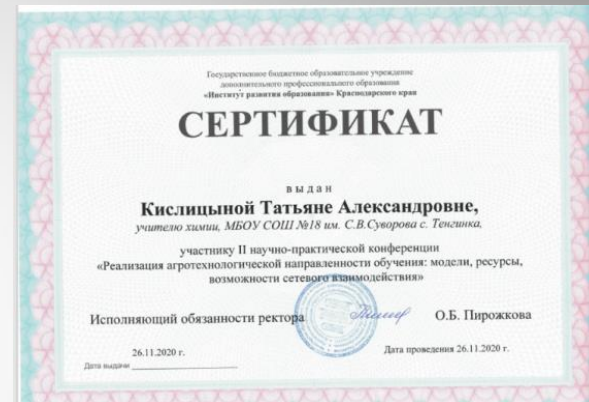 Государственное бюджетное образовательное учреждение
дополнительного профессионального образования
«Институт развития образования» Краснодарского края
СЕРТИФИКАТ
выдан
Кислицыной Татьяне Александровне,
учителю химии, МБОУ СОШ №18 им. С.В.Суворова с. Тенгинка,
участнику II научно-практической конференции
«Реализация агротехнологической направленности обучения: модели, ресурсы,
возможности сетевого взаимодействия»
Исполняющий обязанности ректора О.Б. Пирожкова
26.11.2020 г. Дата проведения 26.11.2020 г.
Дата выдачи